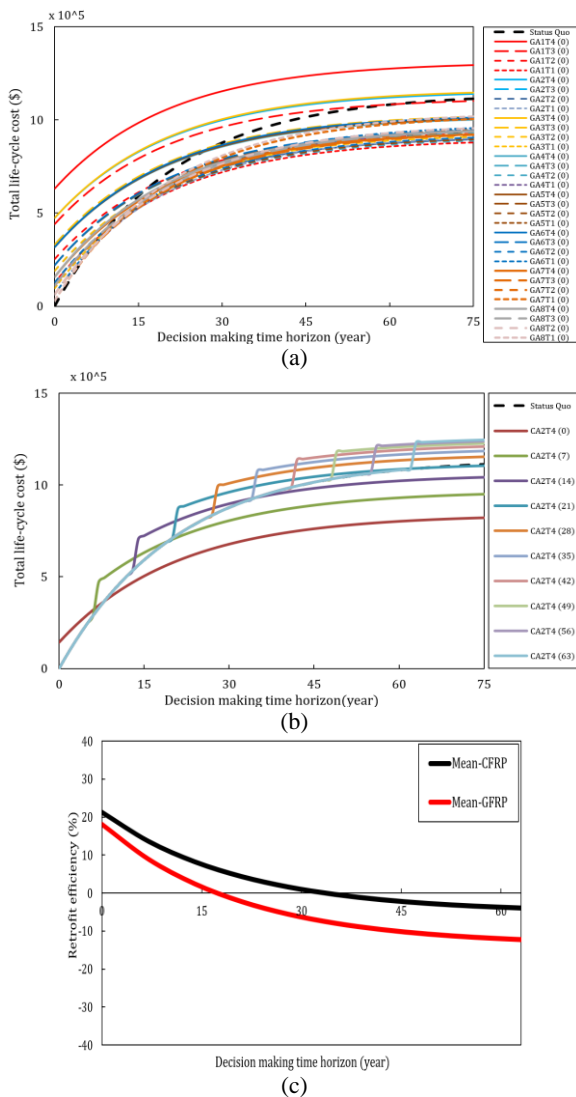 x 10^5
15
10
5
0
Total life-cycle cost ($)
0 15 30 45 60 75
Decision making time horizon (year)
Status Quo
GA1T4 (0)
GA1T3 (0)
GA1T2 (0)
GA1T1 (0)
GA2T4 (0)
GA2T3 (0)
GA2T2 (0)
GA2T1 (0)
GA3T4 (0)
GA3T3 (0)
GA3T2 (0)
GA3T1 (0)
GA4T4 (0)
GA4T3 (0)
GA4T2 (0)
GA4T1 (0)
GA5T4 (0)
GA5T3 (0)
GA5T2 (0)
GA5T1 (0)
GA6T4 (0)
GA6T3 (0)
GA6T2 (0)
GA6T1 (0)
GA7T4 (0)
GA7T3 (0)
GA7T2 (0)
GA7T1 (0)
GA8T4 (0)
GA8T3 (0)
GA8T2 (0)
GA8T1 (0)
(a)
x 10^5
15
10
5
0
Total life-cycle cost ($)
0 15 30 45 60 75
Decision making time horizon(year)
Status Quo
CA2T4 (0)
CA2T4 (7)
CA2T4 (14)
CA2T4 (21)
CA2T4 (28)
CA2T4 (35)
CA2T4 (42)
CA2T4 (49)
CA2T4 (56)
CA2T4 (63)
(b)
40
30
20
10
0
-10
-20
-30
-40
Retrofit efficiency (%)
0 15 30 45 60
Mean-CFRP
Mean-GFRP
Decision making time horizon (year)
(c)